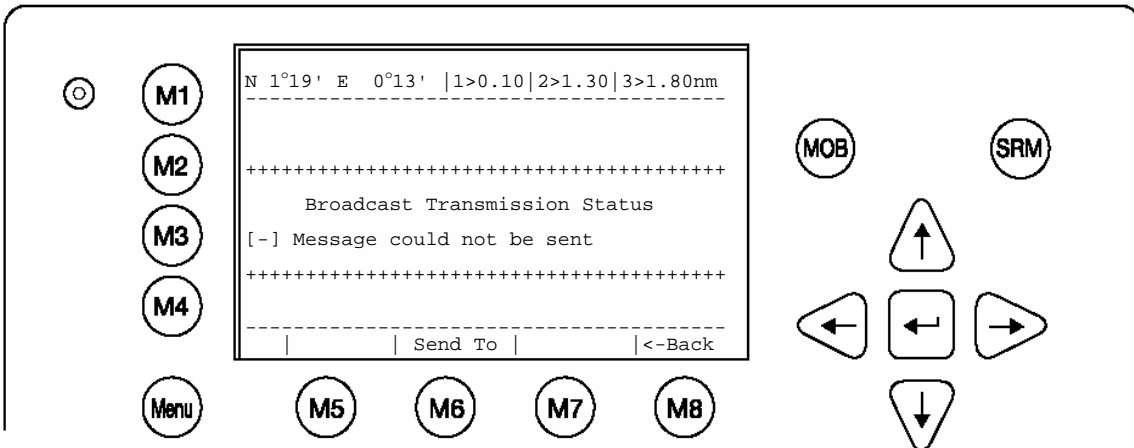 N 1°19' E 0°13' |1>0.10|2>1.30|3>1.80nm
----------------------------------------
++++++++++++++++++++++++++++++++++++++++
Broadcast Transmission Status
[-] Message could not be sent
++++++++++++++++++++++++++++++++++++++++
----------------------------------------
| | Send To | |<-Back
M1
M2
M3
M4
Menu
M5
M6
M7
M8
MOB
SRM